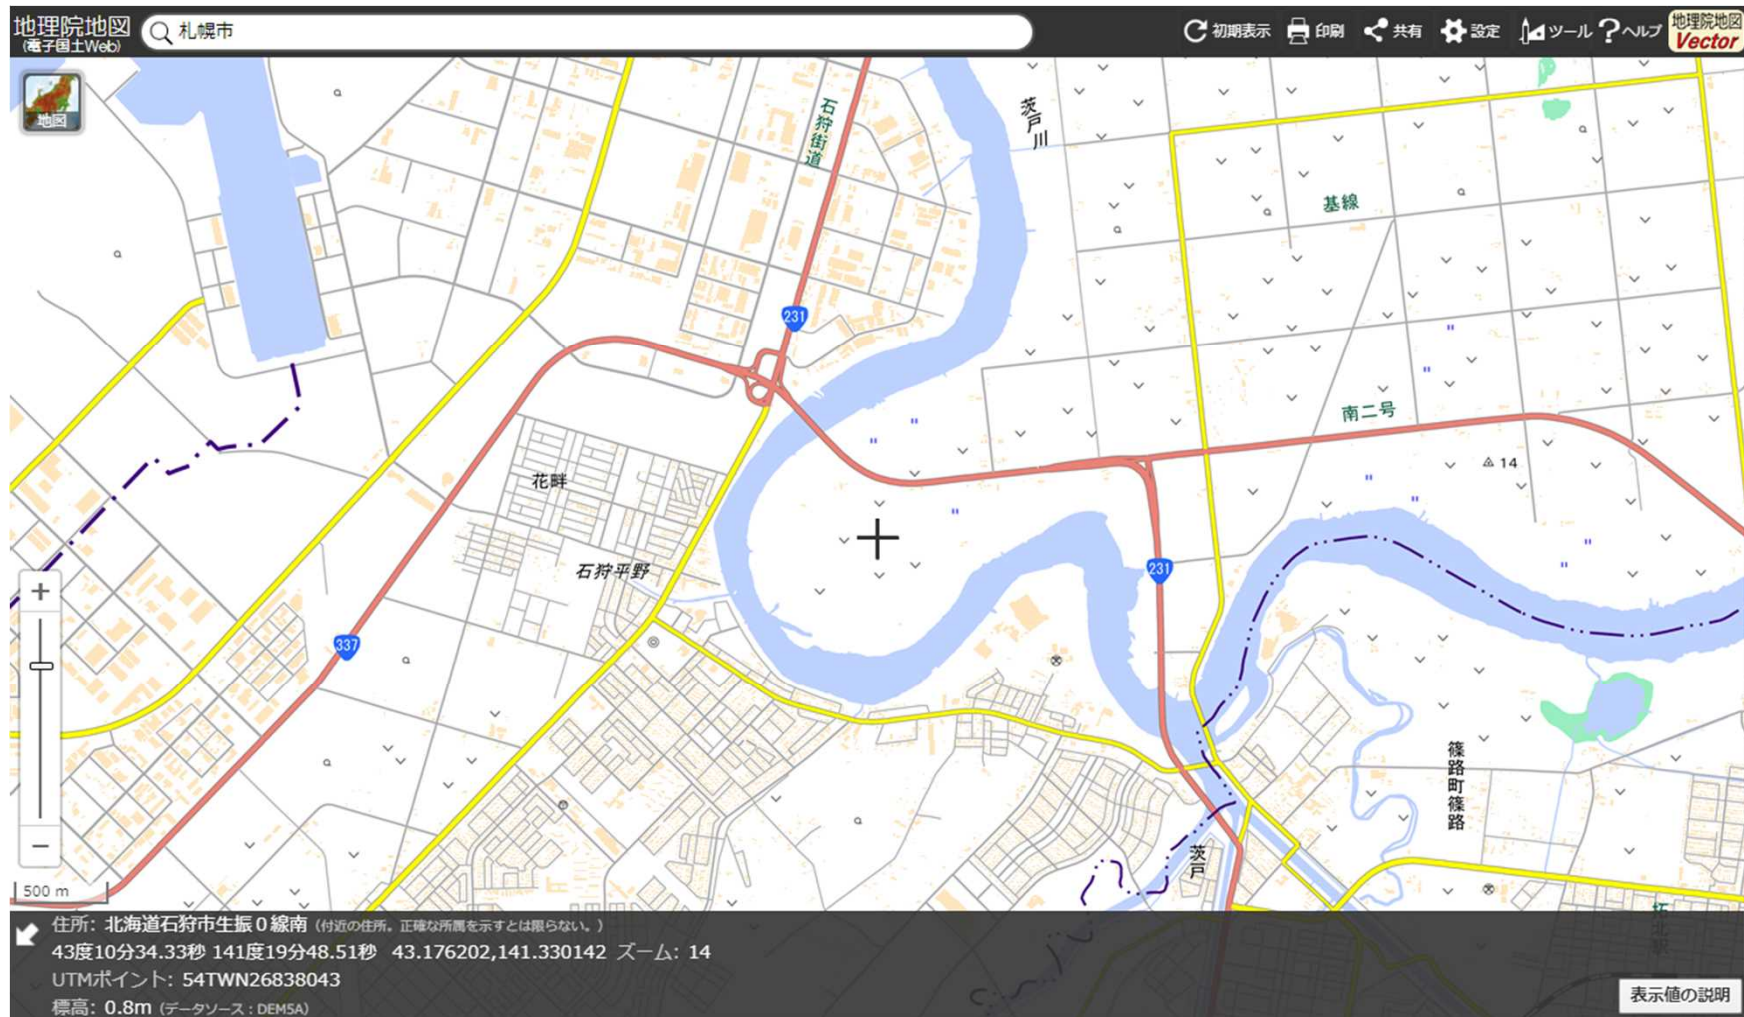 地理院地図
(電子国土Web)
札幌市
初期表示
印刷
共有
設定
ツール
?ヘルプ
地理院地図
Vector
地図
石狩街道
茨戸川
基線
231
南二号
14
花畔
石狩平野
231
337
篠路町篠路
茨戸
拓北駅
+
−
500 m
住所: 北海道石狩市生振0線南 (付近の住所。正確な所属を示すとは限らない。)
43度10分34.33秒 141度19分48.51秒 43.176202,141.330142 ズーム: 14
UTMポイント: 54TWN26838043
標高: 0.8m (データソース:DEM5A)
表示値の説明